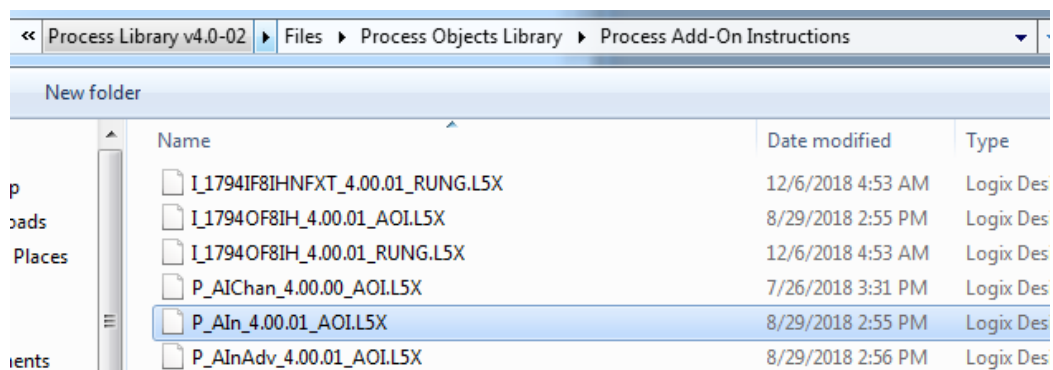 « Process Library v4.0-02 ▸ Files ▸ Process Objects Library ▸ Process Add-On Instructions
New folder
Name Date modified Type
I_1794IF8IHNFXT_4.00.01_RUNG.L5X 12/6/2018 4:53 AM Logix Des
I_1794OF8IH_4.00.01_AOI.L5X 8/29/2018 2:55 PM Logix Des
I_1794OF8IH_4.00.01_RUNG.L5X 12/6/2018 4:53 AM Logix Des
Places
P_AIChan_4.00.00_AOI.L5X 7/26/2018 3:31 PM Logix Des
P_AIn_4.00.01_AOI.L5X 8/29/2018 2:55 PM Logix Des
P_AInAdv_4.00.01_AOI.L5X 8/29/2018 2:56 PM Logix Des